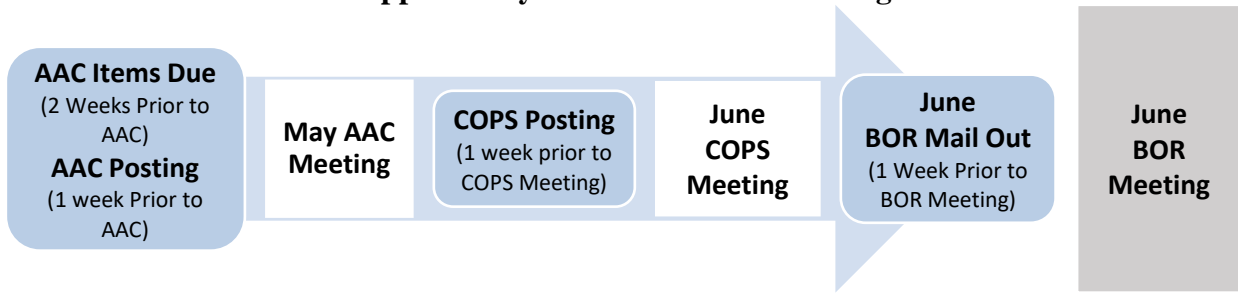 AAC Items Due
(2 Weeks Prior to
AAC)
AAC Posting
(1 week Prior to
AAC)
May AAC
Meeting
COPS Posting
(1 week prior to
COPS Meeting)
June
COPS
Meeting
June
BOR Mail Out
(1 Week Prior to
BOR Meeting)
June
BOR
Meeting